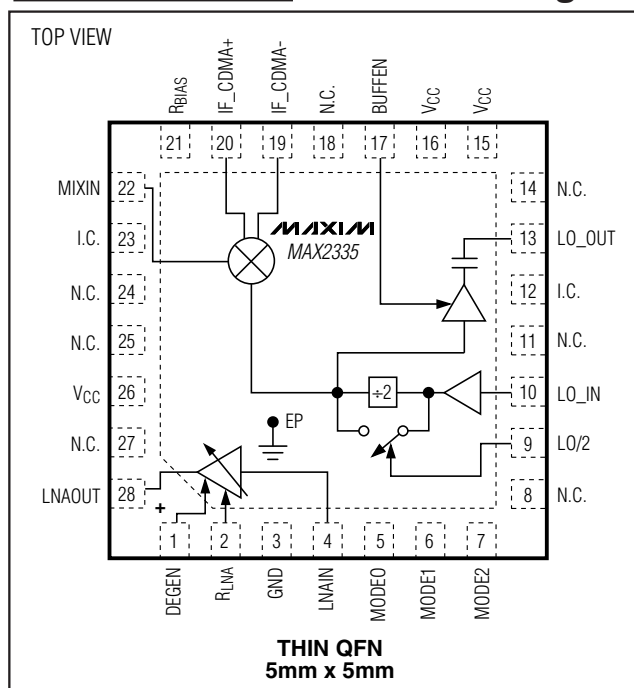 TOP VIEW
RBIAS
IF_CDMA+
IF_CDMA-
N.C.
BUFFEN
VCC
VCC
21
20
19
18
17
16
15
MIXIN
22
I.C.
23
N.C.
24
N.C.
25
VCC
26
N.C.
27
LNAOUT
28
14
N.C.
13
LO_OUT
12
I.C.
11
N.C.
10
LO_IN
9
LO/2
8
N.C.
MAXIM
MAX2335
÷2
EP
+
1
2
3
4
5
6
7
DEGEN
RLNA
GND
LNAIN
MODE0
MODE1
MODE2
THIN QFN
5mm x 5mm